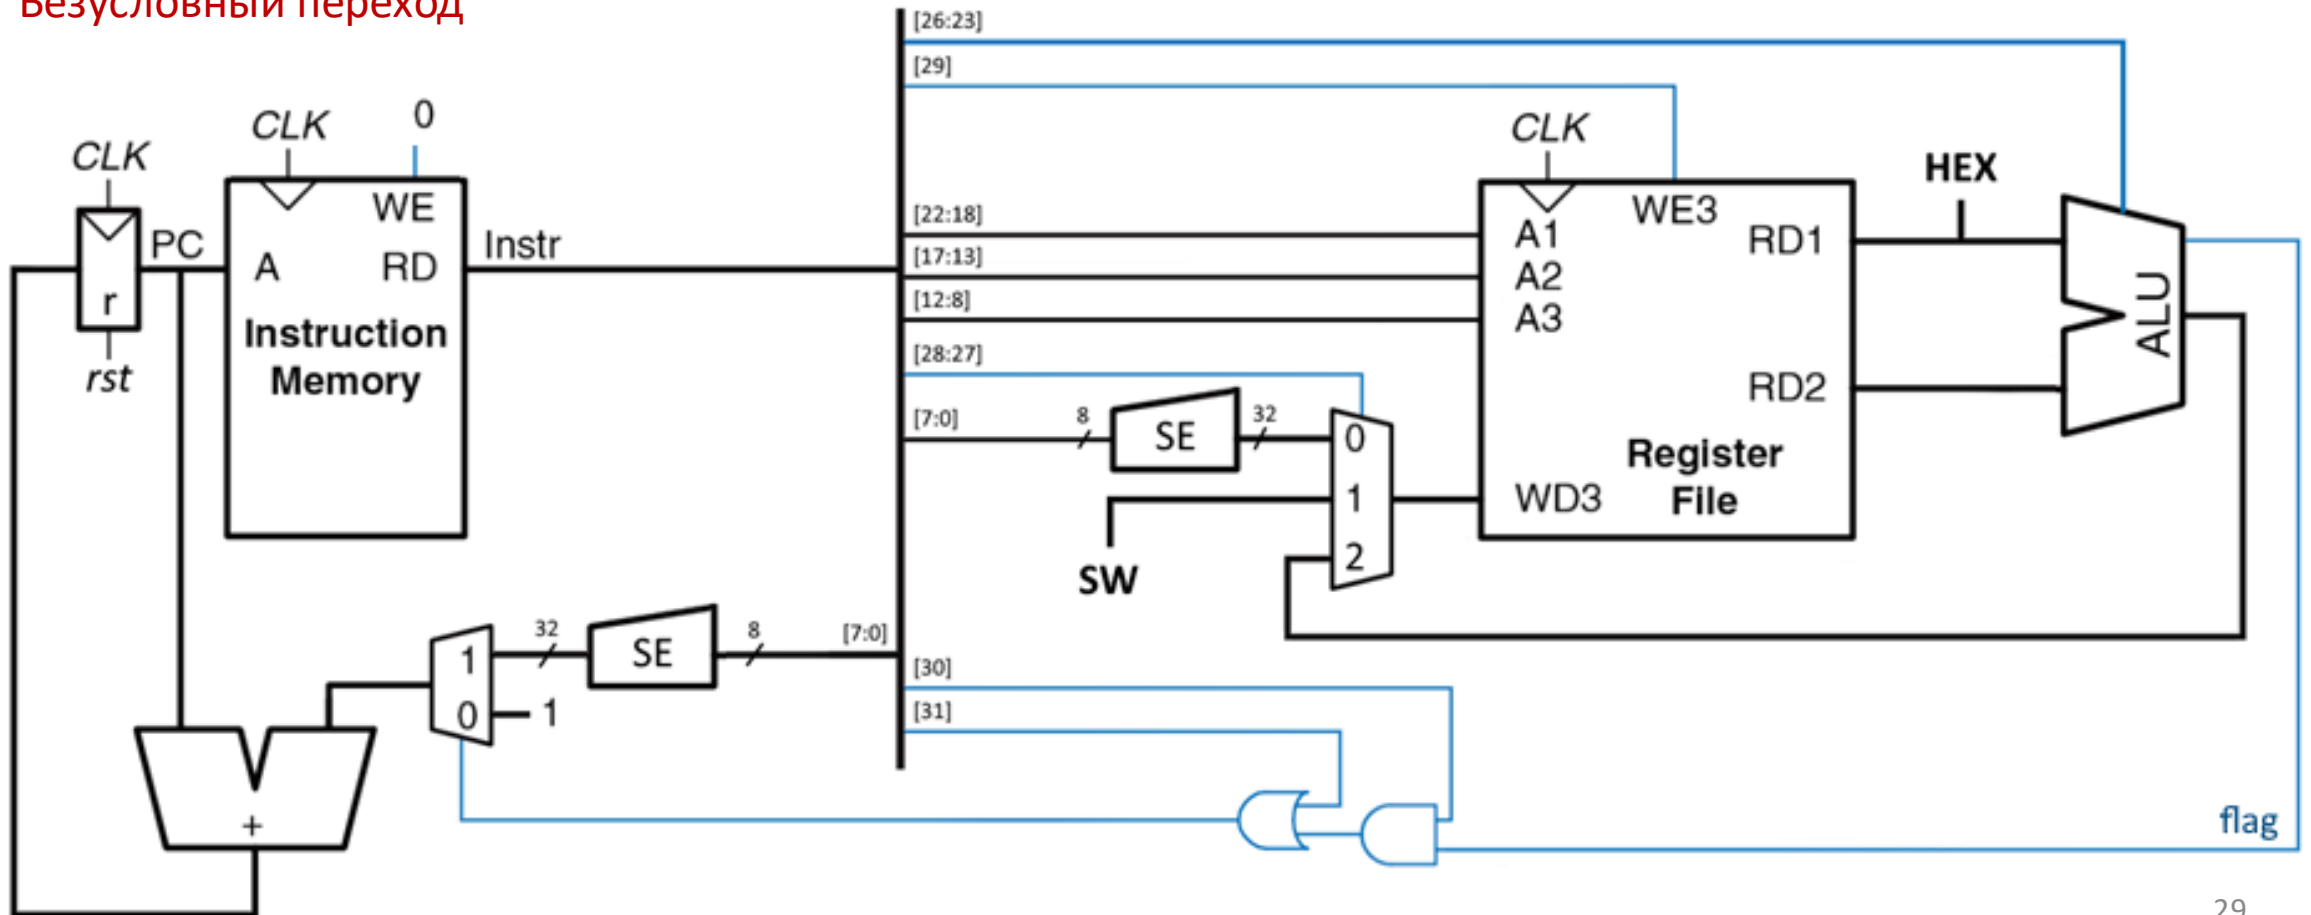 Безусловный переход
[26:23]
[29]
CLK
0
CLK
WE
PC
A
RD
Instr
r
rst
Instruction
Memory
[22:18]
[17:13]
[12:8]
[28:27]
[7:0]
8
SE
32
0
1
2
SW
CLK
WE3
A1
A2
A3
RD1
RD2
WD3
Register
File
HEX
ALU
1
0
32
SE
8
[7:0]
1
+
[30]
[31]
flag
29